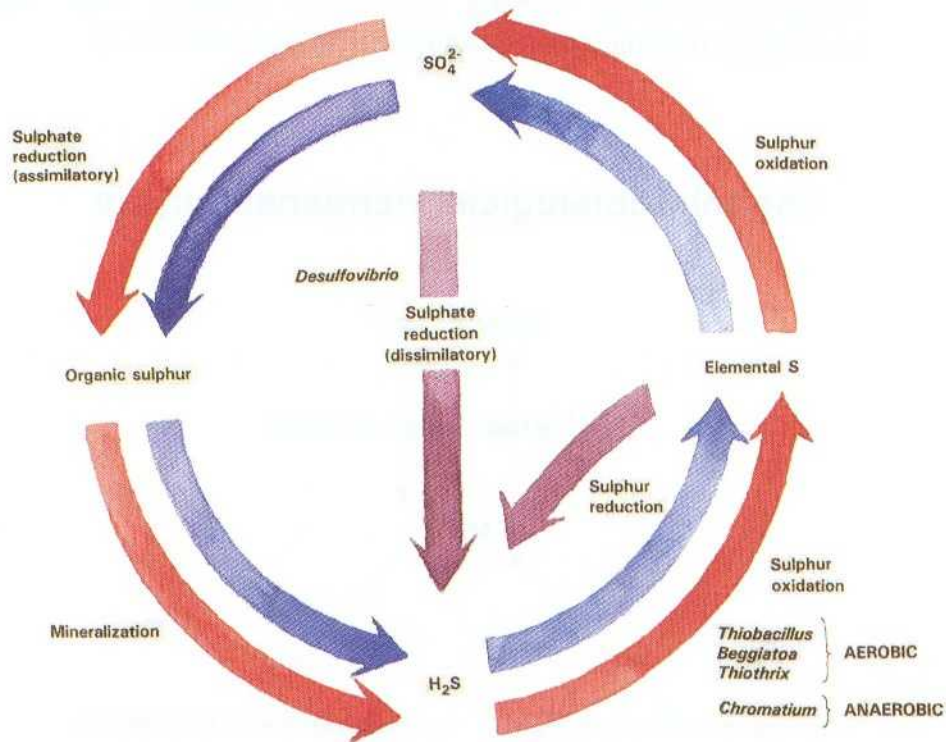 SO₄²⁻
Sulphate
reduction
(assimilatory)
Sulphur
oxidation
Desulfovibrio
Sulphate
reduction
(dissimilatory)
Organic sulphur
Elemental S
Sulphur
reduction
Sulphur
oxidation
Mineralization
Thiobacillus
Beggiatoa
Thiothrix
AEROBIC
H₂S
Chromatium
ANAEROBIC